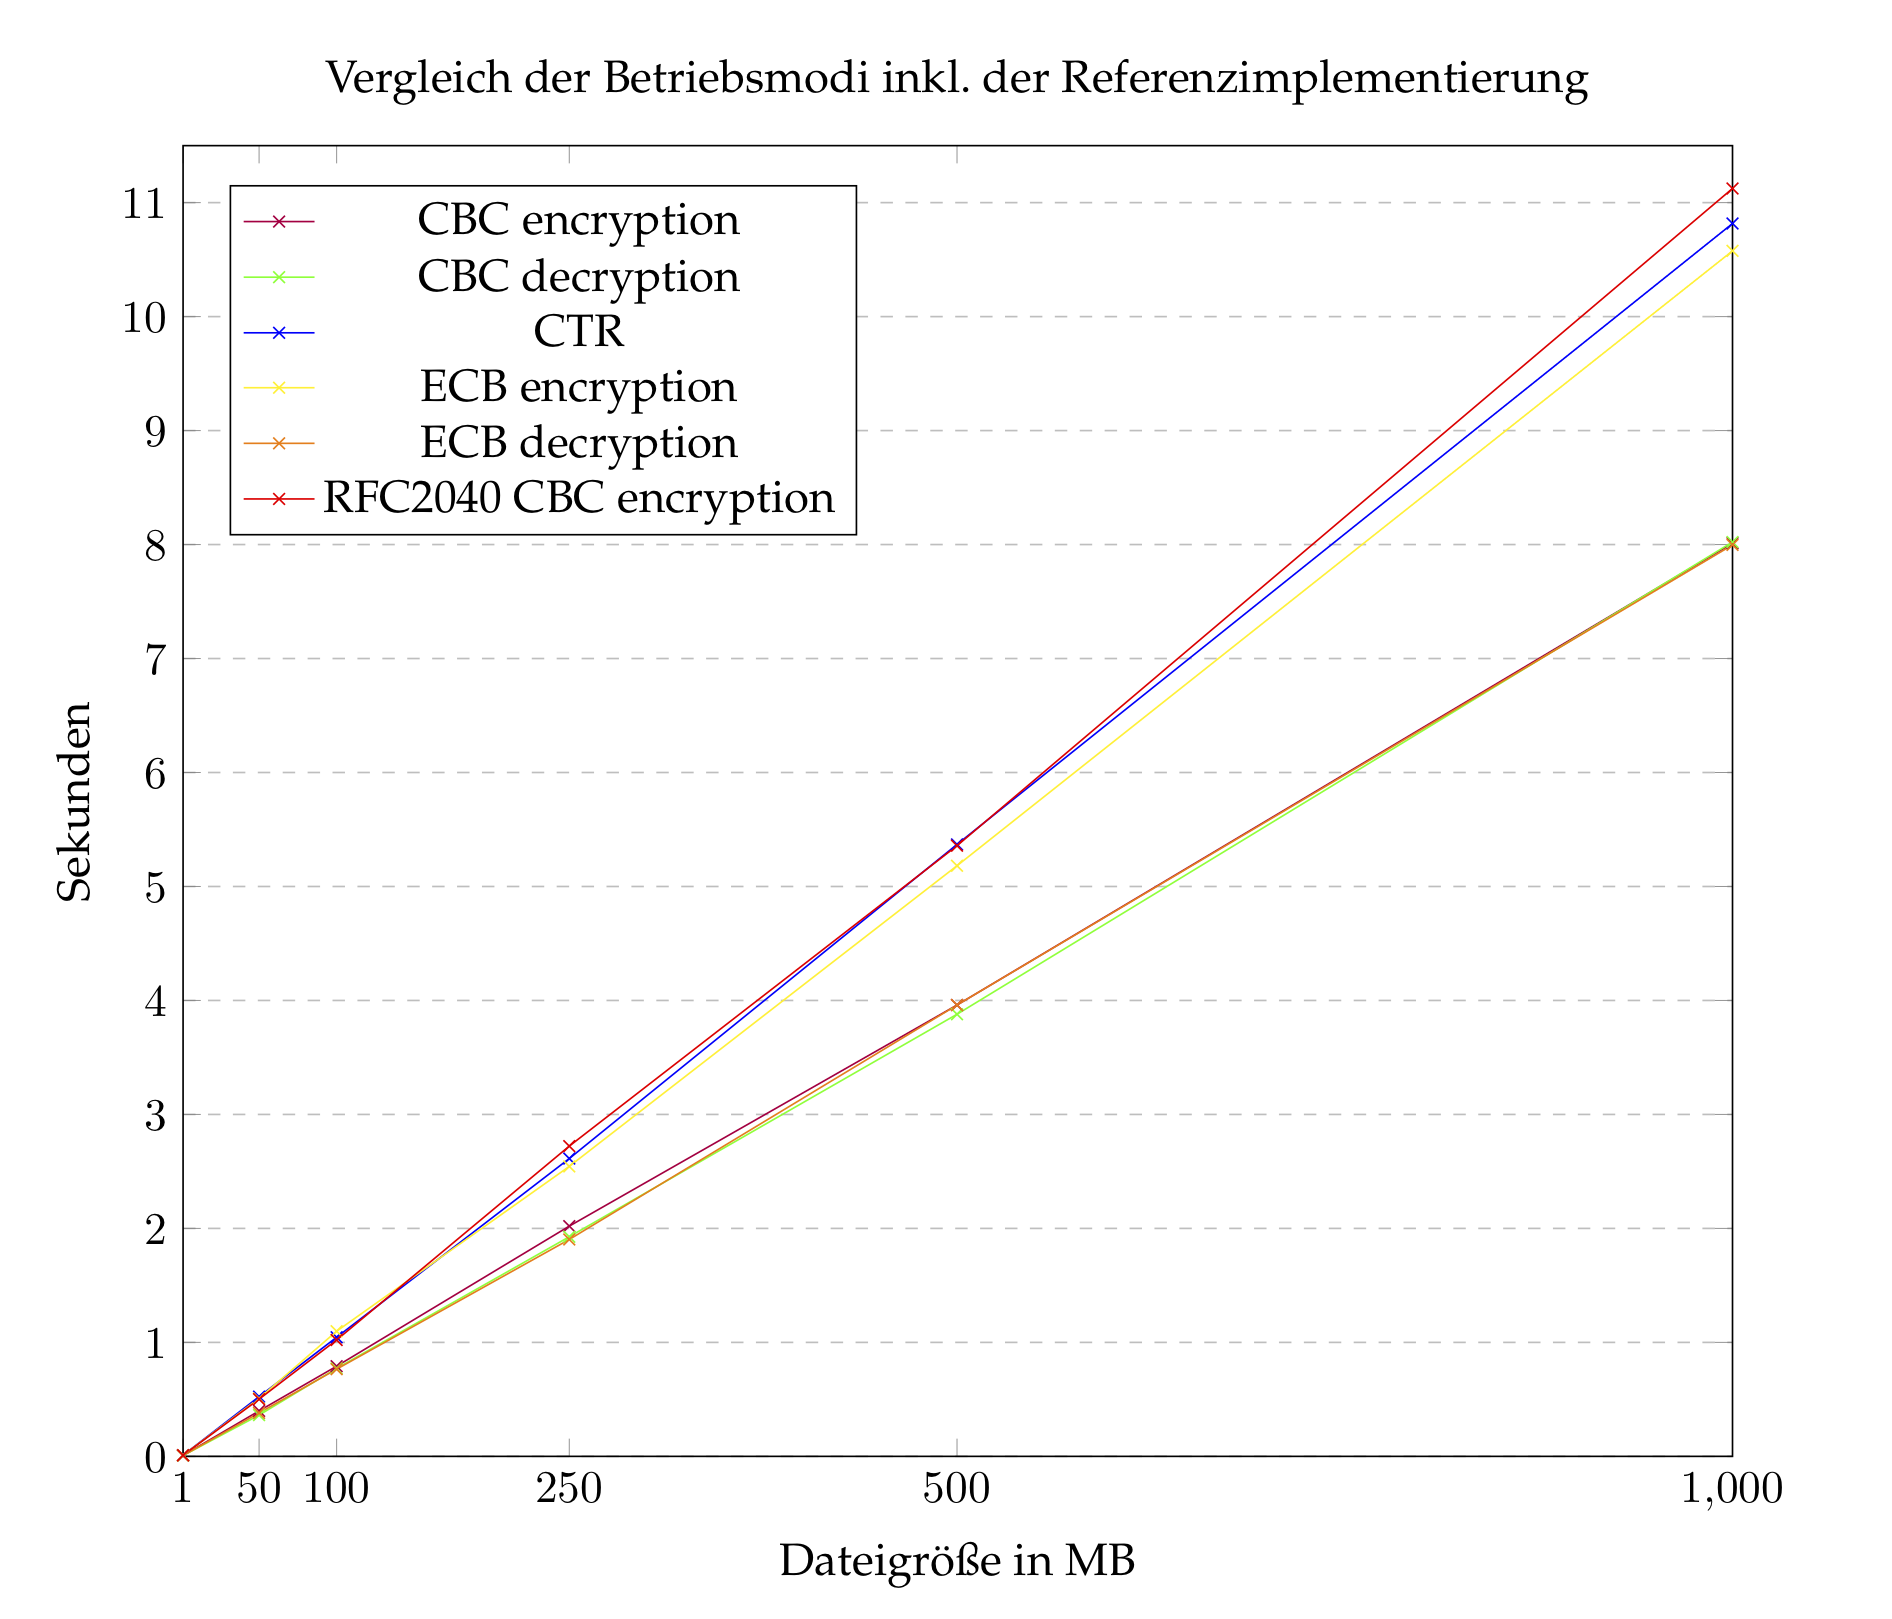 Vergleich der Betriebsmodi inkl. der Referenzimplementierung
11
10
9
8
7
6
5
4
3
2
1
0
Sekunden
CBC encryption
CBC decryption
CTR
ECB encryption
ECB decryption
RFC2040 CBC encryption
1 50 100 250 500 1,000
Dateigröße in MB